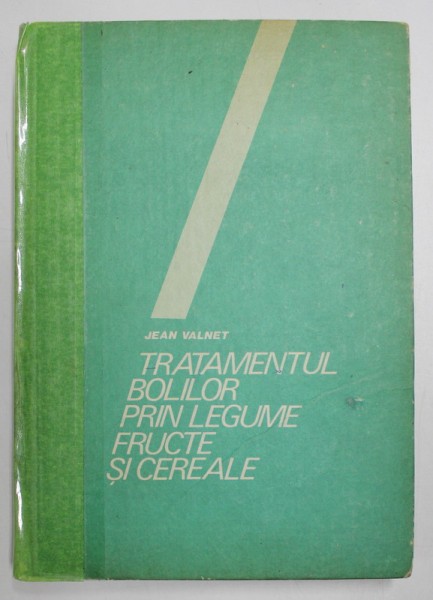 JEAN VALNET
TRATAMENTUL
BOLILOR
PRIN LEGUME
FRUCTE
ȘI CEREALE